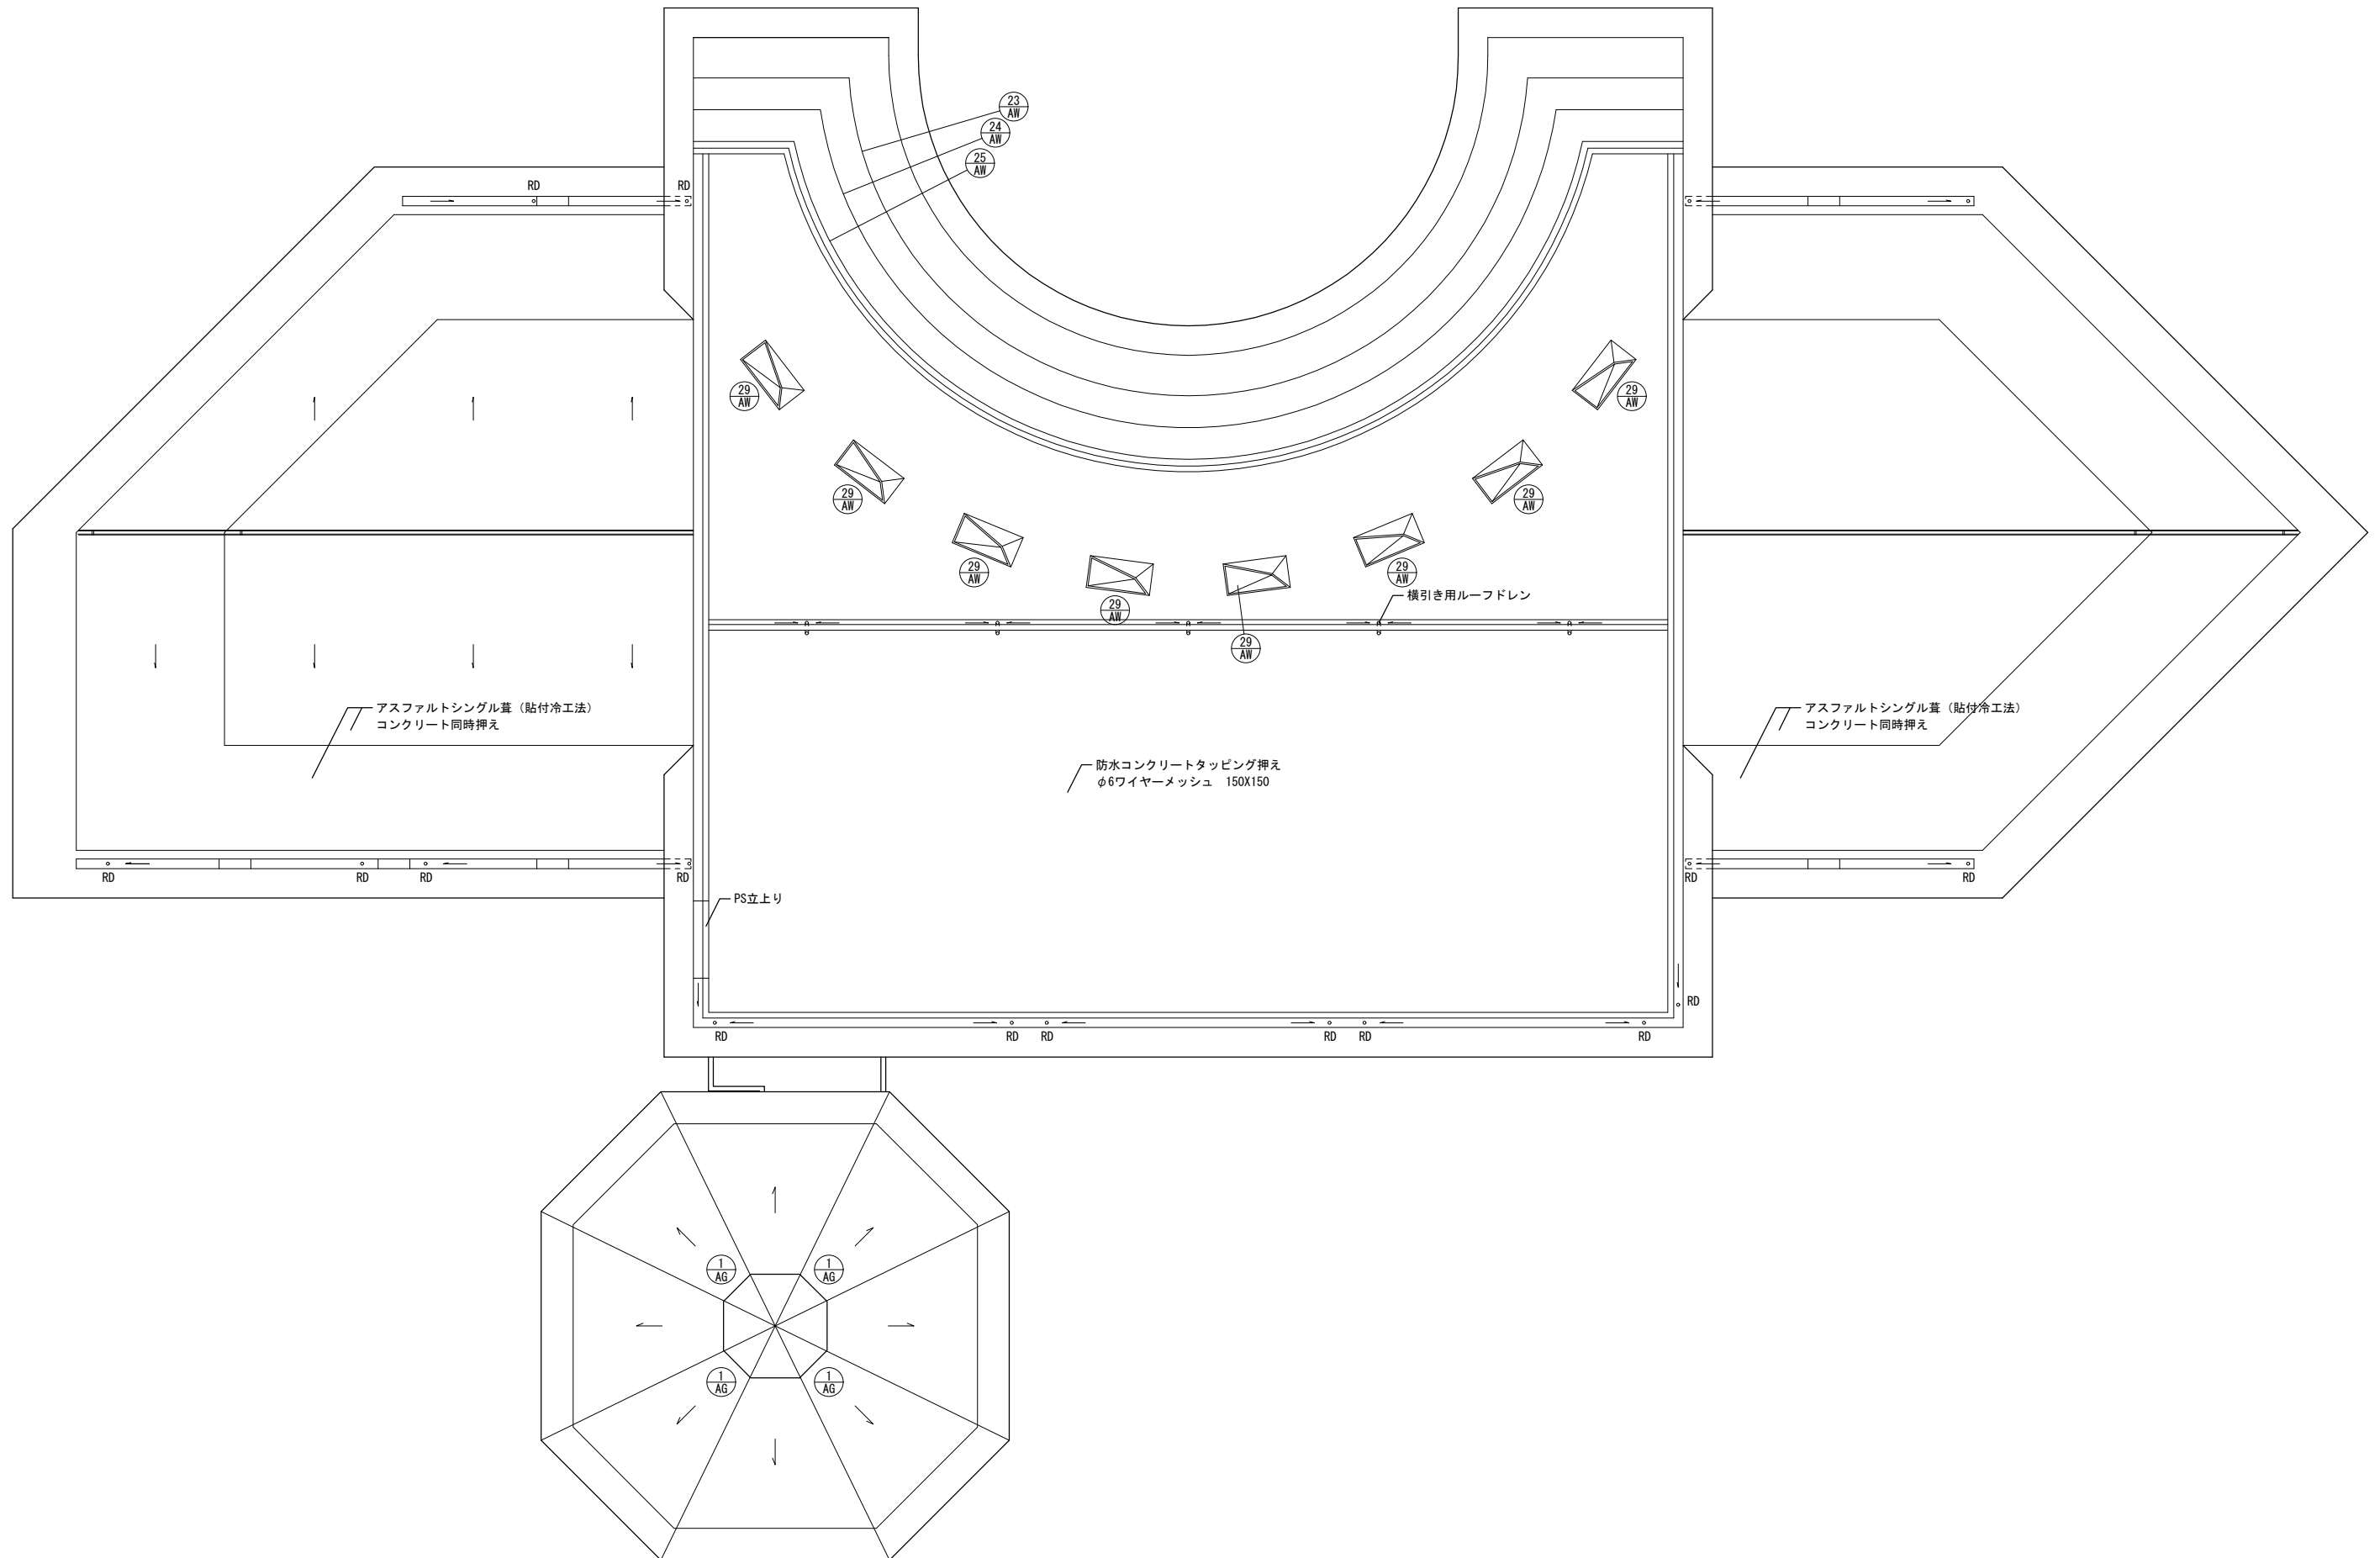 23
AW
24
AW
25
AW
RD
RD
29
AW
29
AW
29
AW
29
AW
29
AW
29
AW
29
AW
29
AW
横引き用ルーフドレン
アスファルトシングル葺（貼付冷工法）
コンクリート同時押え
アスファルトシングル葺（貼付冷工法）
コンクリート同時押え
防水コンクリートタッピング押え
φ6ワイヤーメッシュ　150X150
RD
RD
RD
RD
RD
RD
PS立上り
RD
RD
RD
RD
RD
RD
RD
1
AG
1
AG
1
AG
1
AG